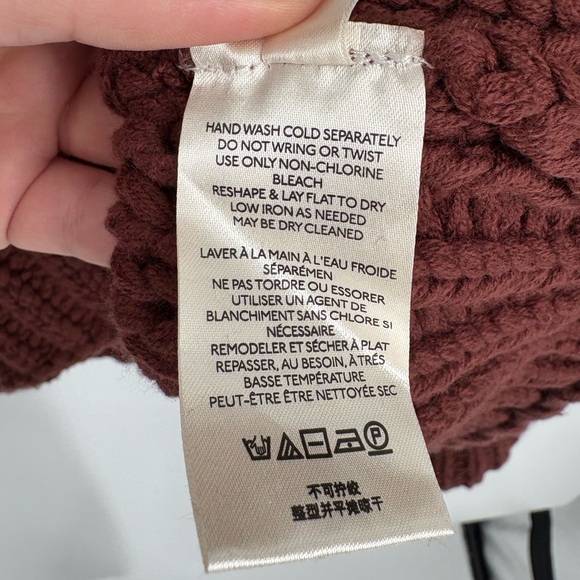 HAND WASH COLD SEPARATELY
DO NOT WRING OR TWIST
USE ONLY NON-CHLORINE
BLEACH
RESHAPE & LAY FLAT TO DRY
LOW IRON AS NEEDED
MAY BE DRY CLEANED
LAVER À LA MAIN À L'EAU FROIDE
SÉPARÉMEN
NE PAS TORDRE OU ESSORER
UTILISER UN AGENT DE
BLANCHIMENT SANS CHLORE SI
NÉCESSAIRE
REMODELER ET SÉCHER À PLAT
REPASSER, AU BESOIN, À TRÉS
BASSE TEMPÉRATURE
PEUT-ÊTRE ÊTRE NETTOYÉE SEC
P
不可拧绞
整型并平摊晾干